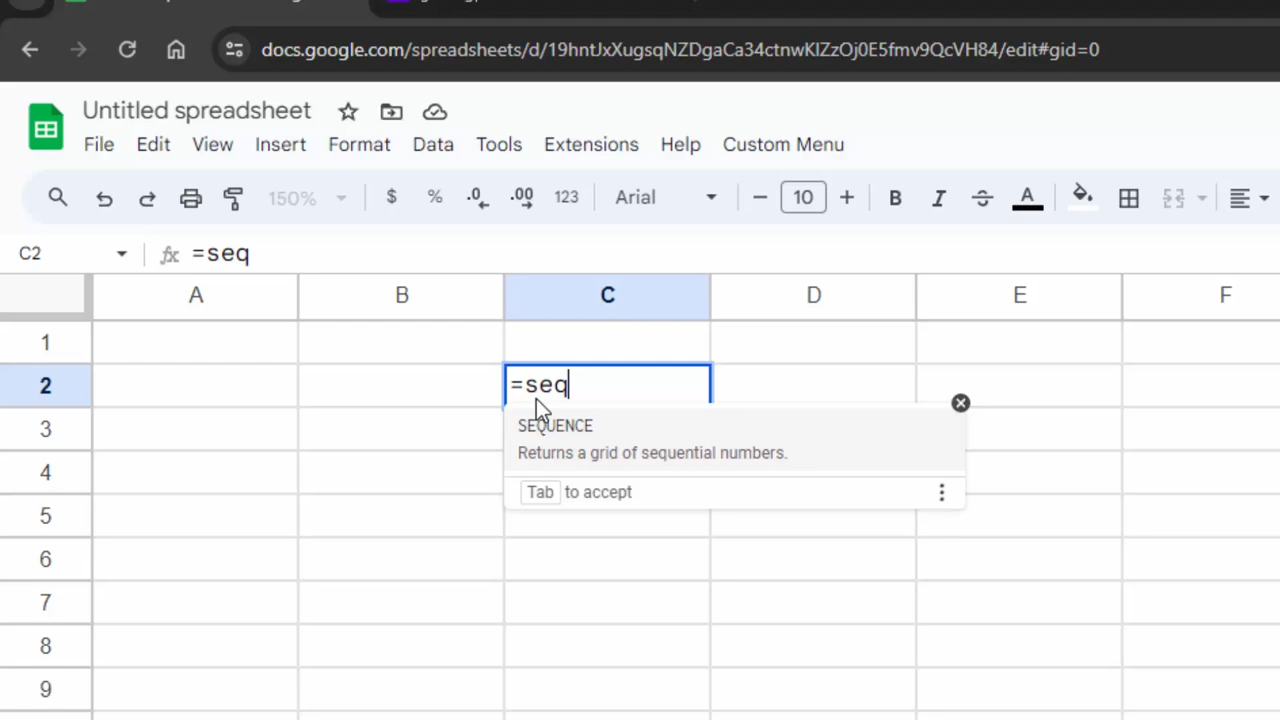 docs.google.com/spreadsheets/d/19hntJxXugsqNZDgaCa34ctnwKlZzOj0E5fmv9QcVH84/edit#gid=0
Untitled spreadsheet
File Edit View Insert Format Data Tools Extensions Help Custom Menu
150% $ % .0 .00 123 Arial 10 B I S A
C2 fx =seq
A B C D E F
1
2 =seq
3
SEQUENCE
Returns a grid of sequential numbers.
4
Tab to accept
5
6
7
8
9